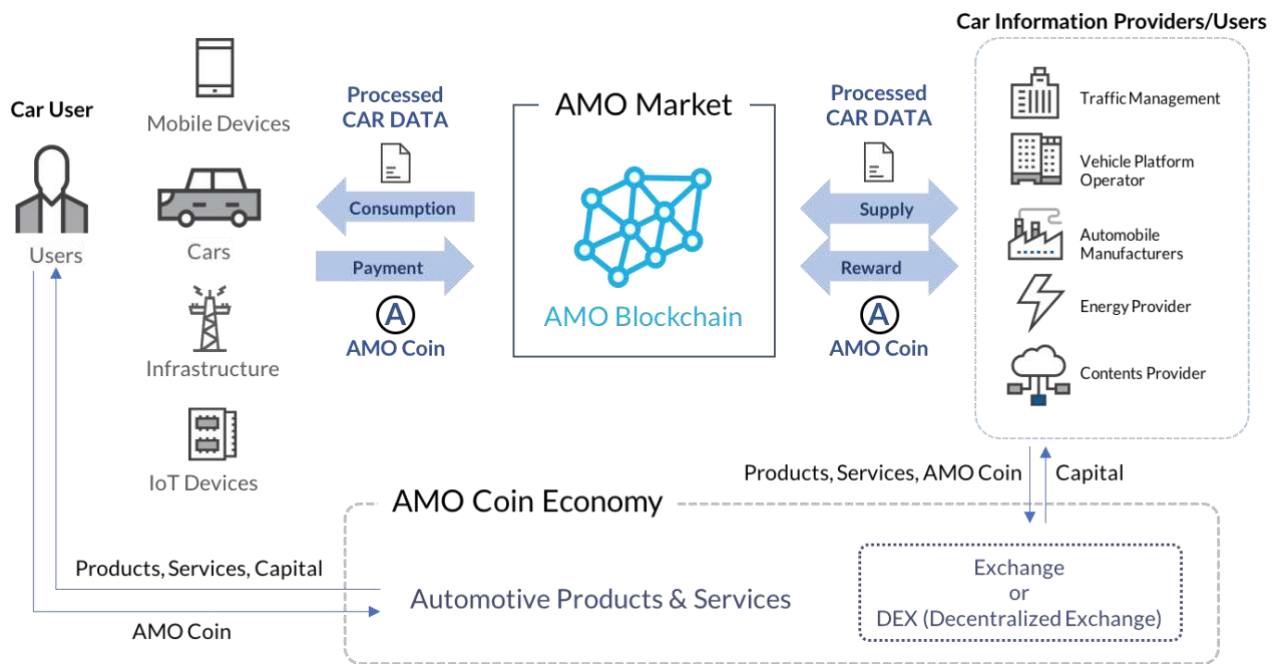 Car Information Providers/Users
Car User
Users
Mobile Devices
Cars
Infrastructure
IoT Devices
Processed
CAR DATA
Consumption
Payment
A
AMO Coin
AMO Market
AMO Blockchain
Processed
CAR DATA
Supply
Reward
A
AMO Coin
Traffic Management
Vehicle Platform
Operator
Automobile
Manufacturers
Energy Provider
Contents Provider
Products, Services, AMO Coin
Capital
AMO Coin Economy
Products, Services, Capital
AMO Coin
Automotive Products & Services
Exchange
or
DEX (Decentralized Exchange)